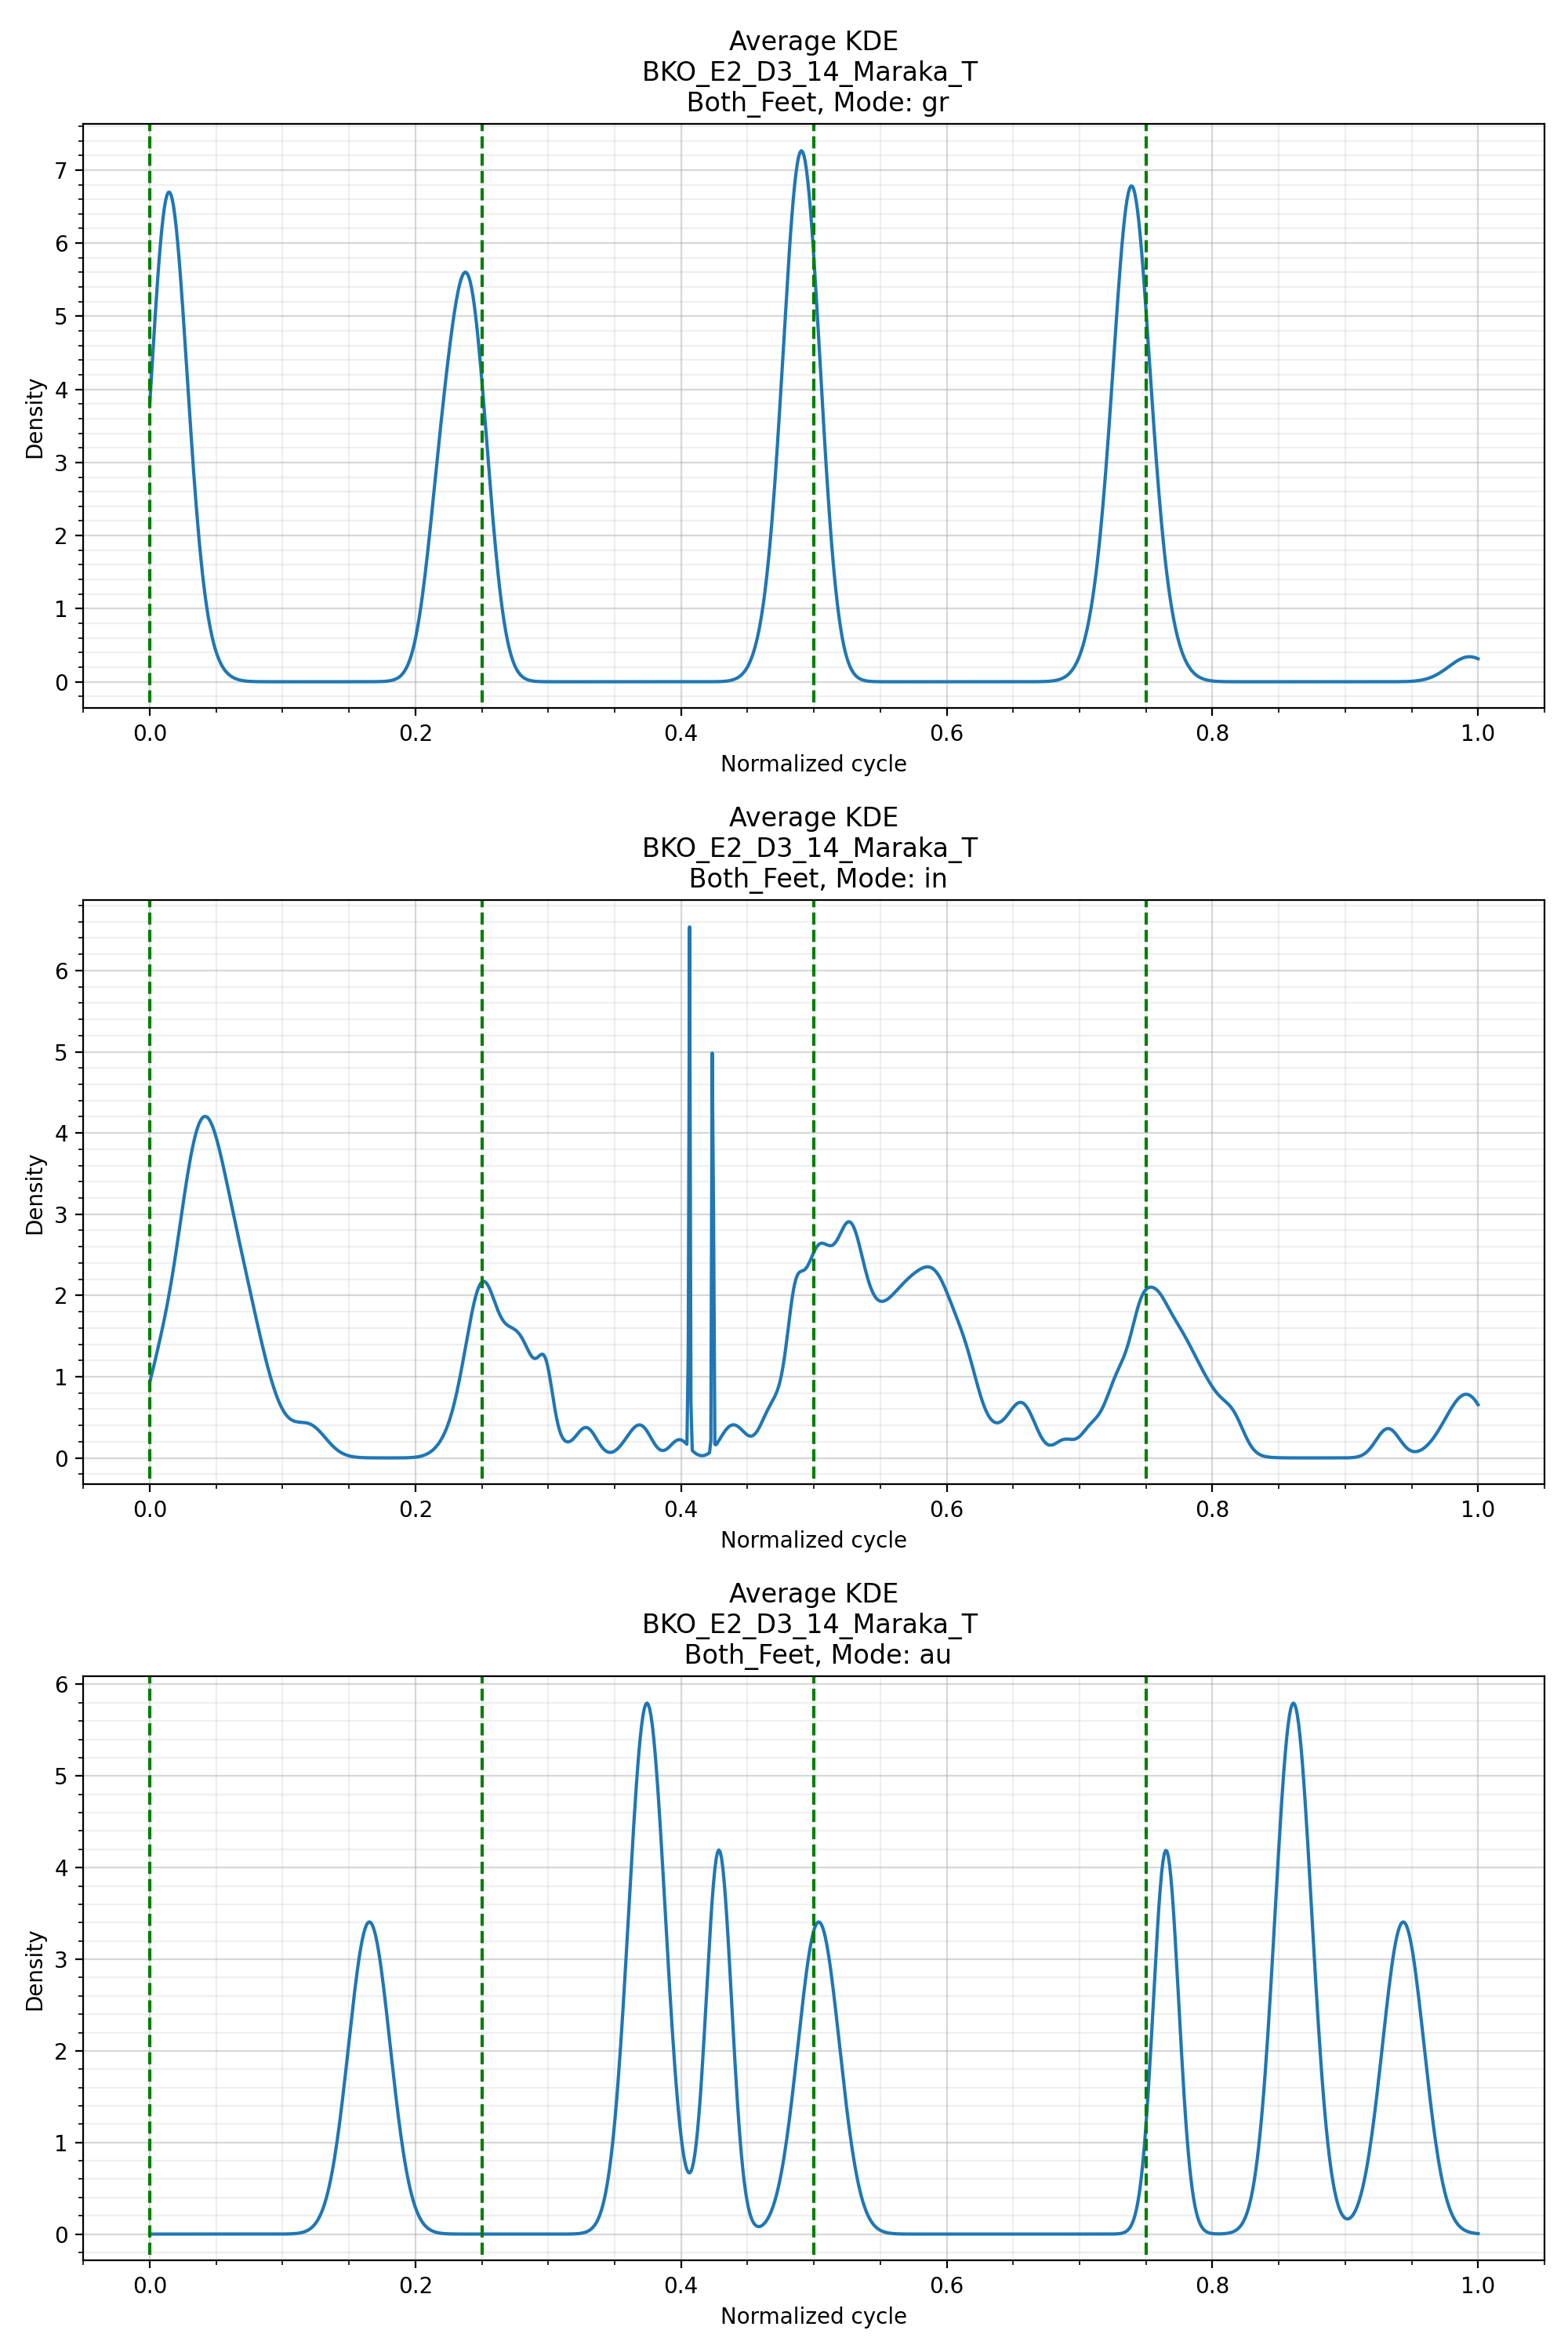 Average KDE
BKO_E2_D3_14_Maraka_T
Both_Feet, Mode: gr
7
6
5
4
3
2
1
0
Density
0.0 0.2 0.4 0.6 0.8 1.0
Normalized cycle
Average KDE
BKO_E2_D3_14_Maraka_T
Both_Feet, Mode: in
6
5
4
3
2
1
0
Density
0.0 0.2 0.4 0.6 0.8 1.0
Normalized cycle
Average KDE
BKO_E2_D3_14_Maraka_T
Both_Feet, Mode: au
6
5
4
3
2
1
0
Density
0.0 0.2 0.4 0.6 0.8 1.0
Normalized cycle